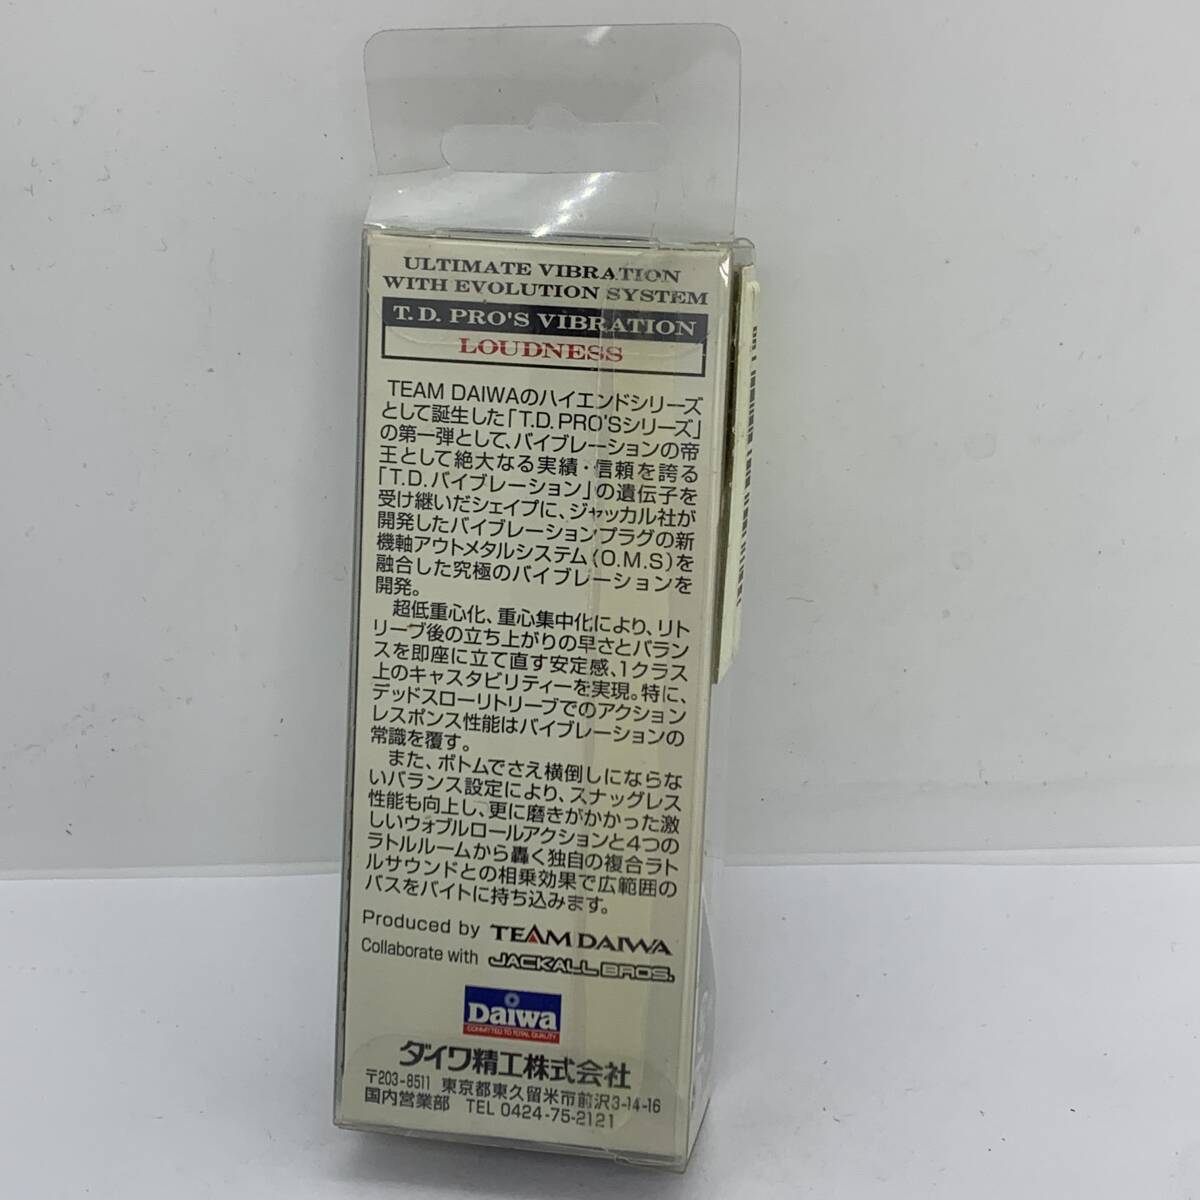 ULTIMATE VIBRATION
WITH EVOLUTION SYSTEM
T.D. PRO'S VIBRATION
LOUDNESS
TEAM DAIWAのハイエンドシリーズ
として誕生した「T.D. PRO'Sシリーズ」
の第一弾として、バイブレーションの帝
王として絶大なる実績・信頼を誇る
「T.D.バイブレーション」の遺伝子を
受け継いだシェイプに、ジャッカル社が
開発したバイブレーションプラグの新
機軸アウトメタルシステム(O.M.S)を
融合した究極のバイブレーションを
開発。
超低重心化、重心集中化により、リト
リーブ後の立ち上がりの早さとバラン
スを即座に立て直す安定感、1クラス
上のキャスタビリティーを実現。特に、
デッドスローリトリーブでのアクション
レスポンス性能はバイブレーションの
常識を覆す。
また、ボトムでさえ横倒しにならな
いバランス設定により、スナッグレス
性能も向上し、更に磨きがかかった激
しいウォブルロールアクションと4つの
ラトルルームから轟く独自の複合ラト
ルサウンドとの相乗効果で広範囲の
バスをバイトに持ち込みます。
Produced by TEAM DAIWA
Collaborate with JACKALL BROS.
Daiwa
COMMITTED TO TOTAL QUALITY
ダイワ精工株式会社
〒203-8511 東京都東久留米市前沢3-14-16
国内営業部 TEL 0424-75-2121